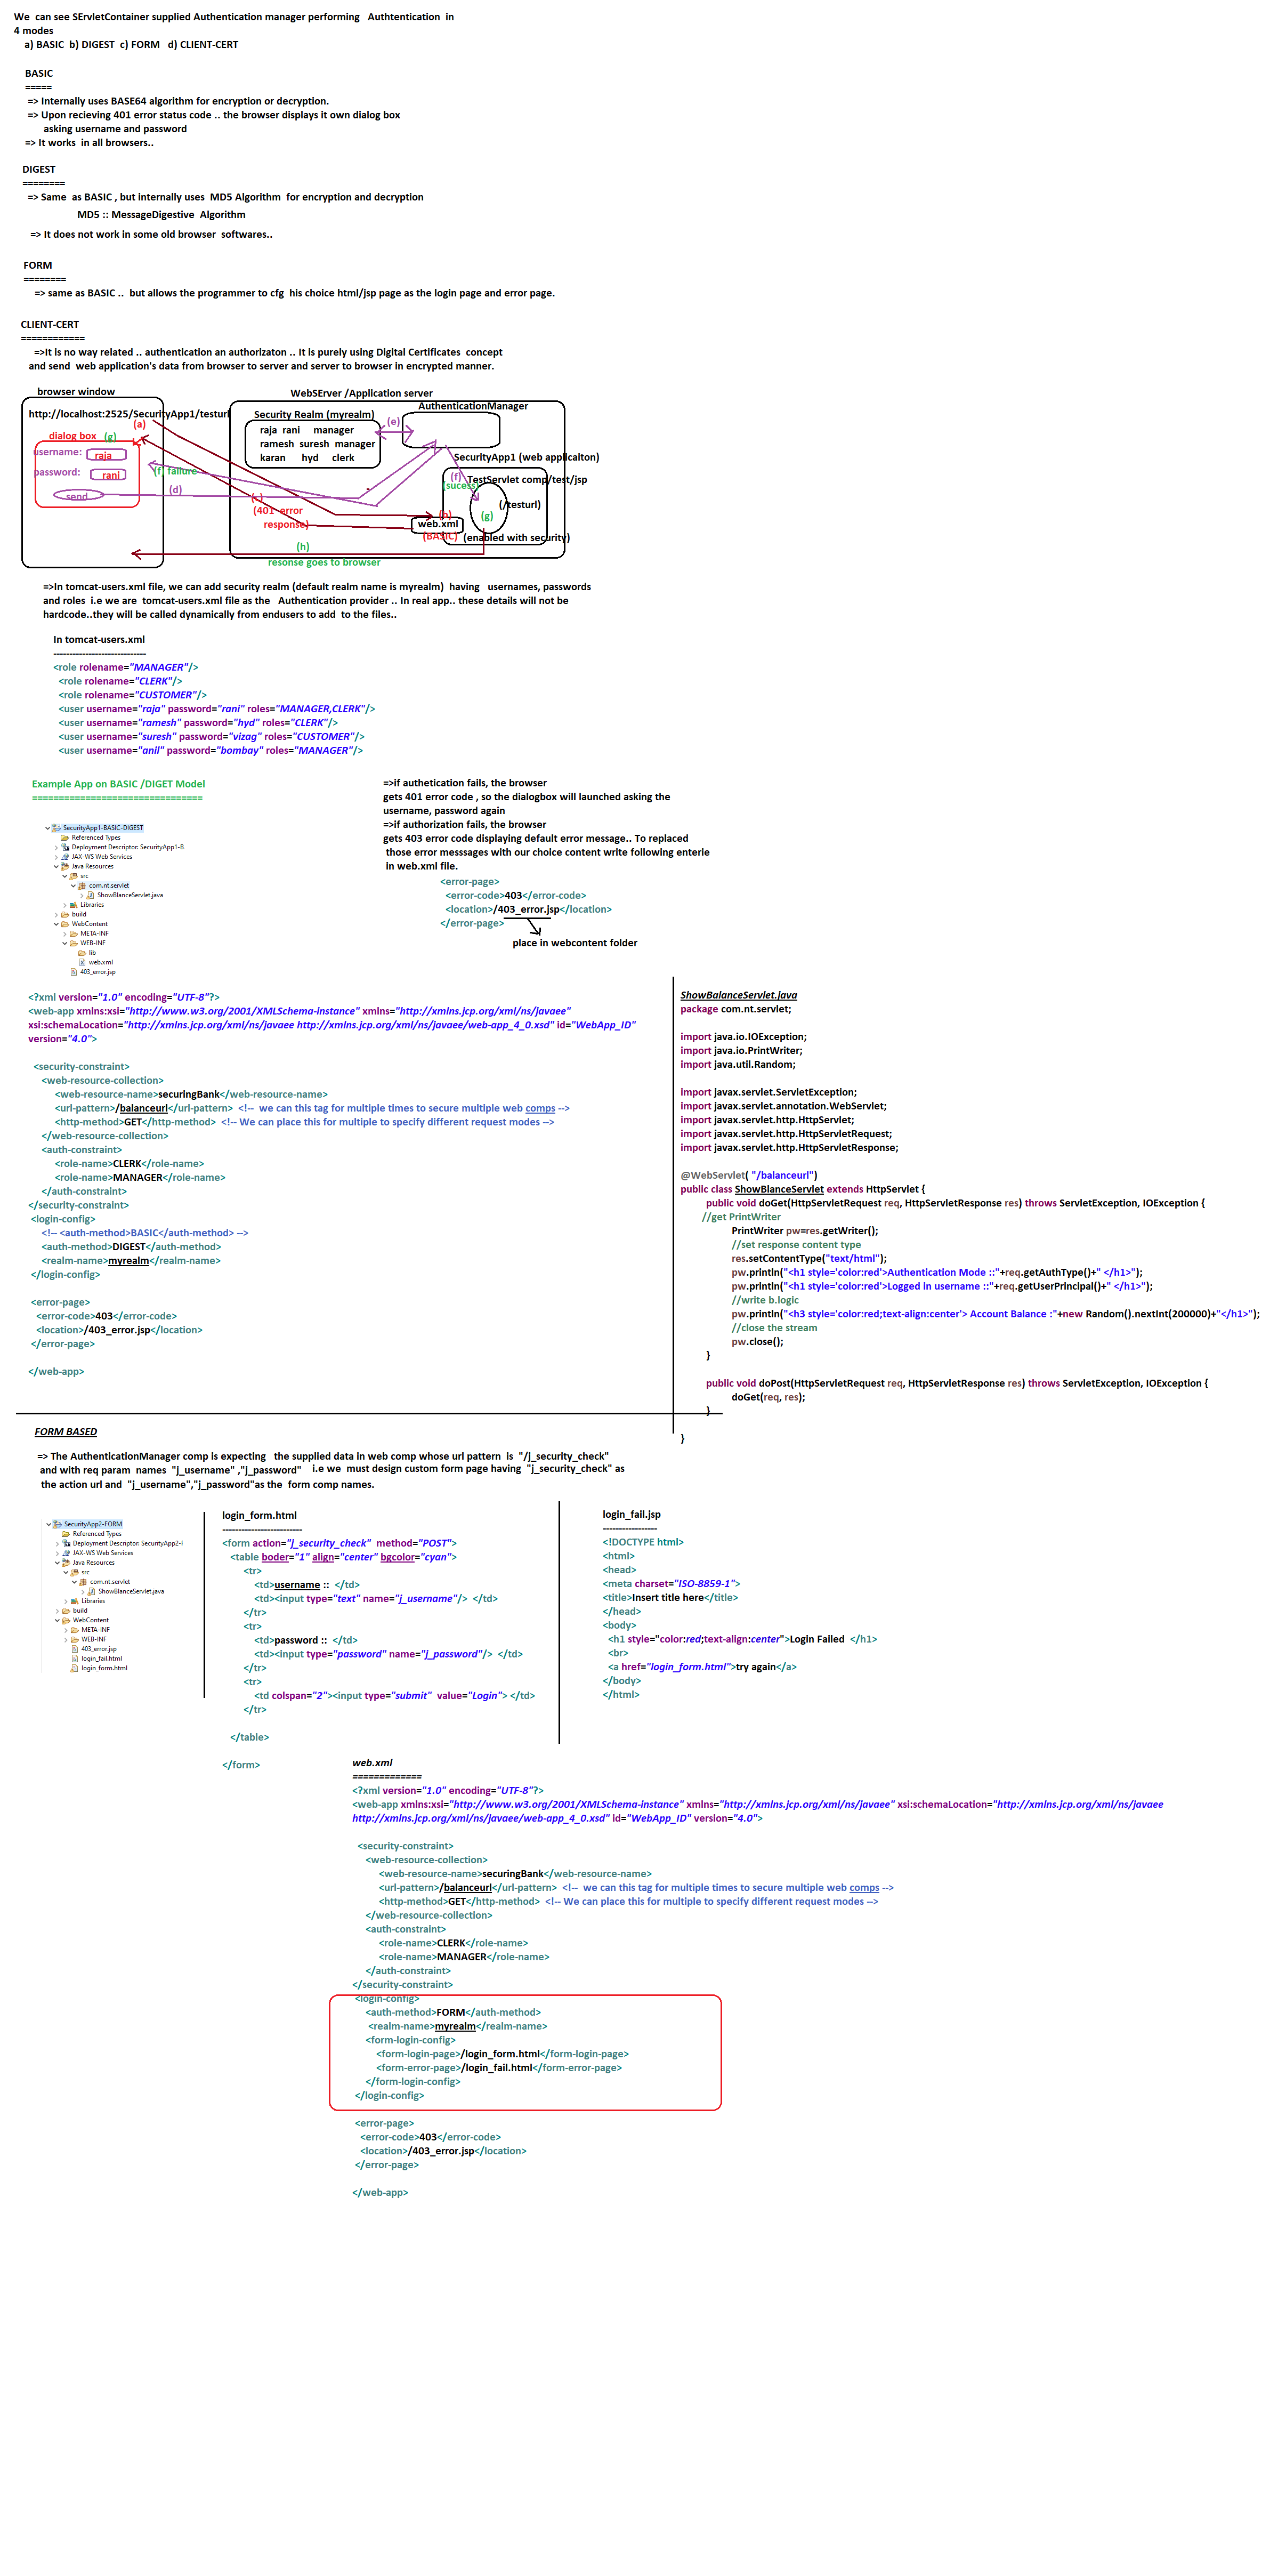 We  can see SErvletContainer supplied Authentication manager performing   Authtentication  in
4 modes
a) BASIC  b) DIGEST  c) FORM   d) CLIENT-CERT
BASIC
=====
=> Internally uses BASE64 algorithm for encryption or decryption.
=> Upon recieving 401 error status code .. the browser displays it own dialog box
asking username and password
=> It works  in all browsers..
DIGEST
========
=> Same  as BASIC , but internally uses  MD5 Algorithm  for encryption and decryption
MD5 :: MessageDigestive  Algorithm
=> It does not work in some old browser  softwares..
FORM
========
=> same as BASIC ..  but allows the programmer to cfg  his choice html/jsp page as the login page and error page.
CLIENT-CERT
============
=>It is no way related .. authentication an authorizaton .. It is purely using Digital Certificates  concept
and send  web application's data from browser to server and server to browser in encrypted manner.
browser window
WebSErver /Application server
http://localhost:2525/SecurityApp1/testurl
(a)
Security Realm (myrealm)
AuthenticationManager
raja  rani     manager
ramesh  suresh  manager
karan      hyd     clerk
(e)
dialog box  (g)
username:
raja
password:
rani
send
(d)
(f) failure
SecurityApp1 (web applicaiton)
(f)
(sucess)
TestServlet comp/test/jsp
(/testurl)
(g)
(401  error
response)
web.xml
(BASIC)
(enabled with security)
(h)
resonse goes to browser
=>In tomcat-users.xml file, we can add security realm (default realm name is myrealm)  having   usernames, passwords
and roles  i.e we are  tomcat-users.xml file as the   Authentication provider .. In real app.. these details will not be
hardcode..they will be called dynamically from endusers to add  to the files..
In tomcat-users.xml
-----------------------------
<role rolename="MANAGER"/>
<role rolename="CLERK"/>
<role rolename="CUSTOMER"/>
<user username="raja" password="rani" roles="MANAGER,CLERK"/>
<user username="ramesh" password="hyd" roles="CLERK"/>
<user username="suresh" password="vizag" roles="CUSTOMER"/>
<user username="anil" password="bombay" roles="MANAGER"/>
Example App on BASIC /DIGET Model
================================
SecurityApp1-BASIC-DIGEST
Referenced Types
Deployment Descriptor: SecurityApp1-B.
JAX-WS Web Services
Java Resources
src
com.nt.servlet
ShowBlanceServlet.java
Libraries
build
WebContent
META-INF
WEB-INF
lib
web.xml
403_error.jsp
=>if authetication fails, the browser
gets 401 error code , so the dialogbox will launched asking the
username, password again
=>if authorization fails, the browser
gets 403 error code displaying default error message.. To replaced
those error messsages with our choice content write following enterie
in web.xml file.
<error-page>
<error-code>403</error-code>
<location>/403_error.jsp</location>
</error-page>
place in webcontent folder
<?xml version="1.0" encoding="UTF-8"?>
<web-app xmlns:xsi="http://www.w3.org/2001/XMLSchema-instance" xmlns="http://xmlns.jcp.org/xml/ns/javaee"
xsi:schemaLocation="http://xmlns.jcp.org/xml/ns/javaee http://xmlns.jcp.org/xml/ns/javaee/web-app_4_0.xsd" id="WebApp_ID"
version="4.0">
<security-constraint>
<web-resource-collection>
<web-resource-name>securingBank</web-resource-name>
<url-pattern>/balanceurl</url-pattern>  <!--  we can this tag for multiple times to secure multiple web comps -->
<http-method>GET</http-method>  <!-- We can place this for multiple to specify different request modes -->
</web-resource-collection>
<auth-constraint>
<role-name>CLERK</role-name>
<role-name>MANAGER</role-name>
</auth-constraint>
</security-constraint>
<login-config>
<!-- <auth-method>BASIC</auth-method> -->
<auth-method>DIGEST</auth-method>
<realm-name>myrealm</realm-name>
</login-config>
<error-page>
<error-code>403</error-code>
<location>/403_error.jsp</location>
</error-page>
</web-app>
ShowBalanceServlet.java
package com.nt.servlet;
import java.io.IOException;
import java.io.PrintWriter;
import java.util.Random;
import javax.servlet.ServletException;
import javax.servlet.annotation.WebServlet;
import javax.servlet.http.HttpServlet;
import javax.servlet.http.HttpServletRequest;
import javax.servlet.http.HttpServletResponse;
@WebServlet( "/balanceurl")
public class ShowBlanceServlet extends HttpServlet {
public void doGet(HttpServletRequest req, HttpServletResponse res) throws ServletException, IOException {
//get PrintWriter
PrintWriter pw=res.getWriter();
//set response content type
res.setContentType("text/html");
pw.println("<h1 style='color:red'>Authentication Mode ::"+req.getAuthType()+" </h1>");
pw.println("<h1 style='color:red'>Logged in username ::"+req.getUserPrincipal()+" </h1>");
//write b.logic
pw.println("<h3 style='color:red;text-align:center'> Account Balance :"+new Random().nextInt(200000)+"</h1>");
//close the stream
pw.close();
}
public void doPost(HttpServletRequest req, HttpServletResponse res) throws ServletException, IOException {
doGet(req, res);
}
}
FORM BASED
=> The AuthenticationManager comp is expecting   the supplied data in web comp whose url pattern  is  "/j_security_check"
and with req param  names  "j_username" ,"j_password"    i.e we  must design custom form page having  "j_security_check" as
the action url and  "j_username","j_password"as the  form comp names.
SecurityApp2-FORM
Referenced Types
Deployment Descriptor: SecurityApp2-F
JAX-WS Web Services
Java Resources
src
com.nt.servlet
ShowBlanceServlet.java
Libraries
build
WebContent
META-INF
WEB-INF
403_error.jsp
login_fail.html
login_form.html
login_form.html
-------------------------
<form action="j_security_check"  method="POST">
<table boder="1" align="center" bgcolor="cyan">
<tr>
<td>username ::  </td>
<td><input type="text" name="j_username"/>  </td>
</tr>
<tr>
<td>password ::  </td>
<td><input type="password" name="j_password"/>  </td>
</tr>
<tr>
<td colspan="2"><input type="submit"  value="Login"> </td>
</tr>
</table>
</form>
login_fail.jsp
-----------------
<!DOCTYPE html>
<html>
<head>
<meta charset="ISO-8859-1">
<title>Insert title here</title>
</head>
<body>
<h1 style="color:red;text-align:center">Login Failed  </h1>
<br>
<a href="login_form.html">try again</a>
</body>
</html>
web.xml
=============
<?xml version="1.0" encoding="UTF-8"?>
<web-app xmlns:xsi="http://www.w3.org/2001/XMLSchema-instance" xmlns="http://xmlns.jcp.org/xml/ns/javaee" xsi:schemaLocation="http://xmlns.jcp.org/xml/ns/javaee
http://xmlns.jcp.org/xml/ns/javaee/web-app_4_0.xsd" id="WebApp_ID" version="4.0">
<security-constraint>
<web-resource-collection>
<web-resource-name>securingBank</web-resource-name>
<url-pattern>/balanceurl</url-pattern>  <!--  we can this tag for multiple times to secure multiple web comps -->
<http-method>GET</http-method>  <!-- We can place this for multiple to specify different request modes -->
</web-resource-collection>
<auth-constraint>
<role-name>CLERK</role-name>
<role-name>MANAGER</role-name>
</auth-constraint>
</security-constraint>
<login-config>
<auth-method>FORM</auth-method>
<realm-name>myrealm</realm-name>
<form-login-config>
<form-login-page>/login_form.html</form-login-page>
<form-error-page>/login_fail.html</form-error-page>
</form-login-config>
</login-config>
<error-page>
<error-code>403</error-code>
<location>/403_error.jsp</location>
</error-page>
</web-app>